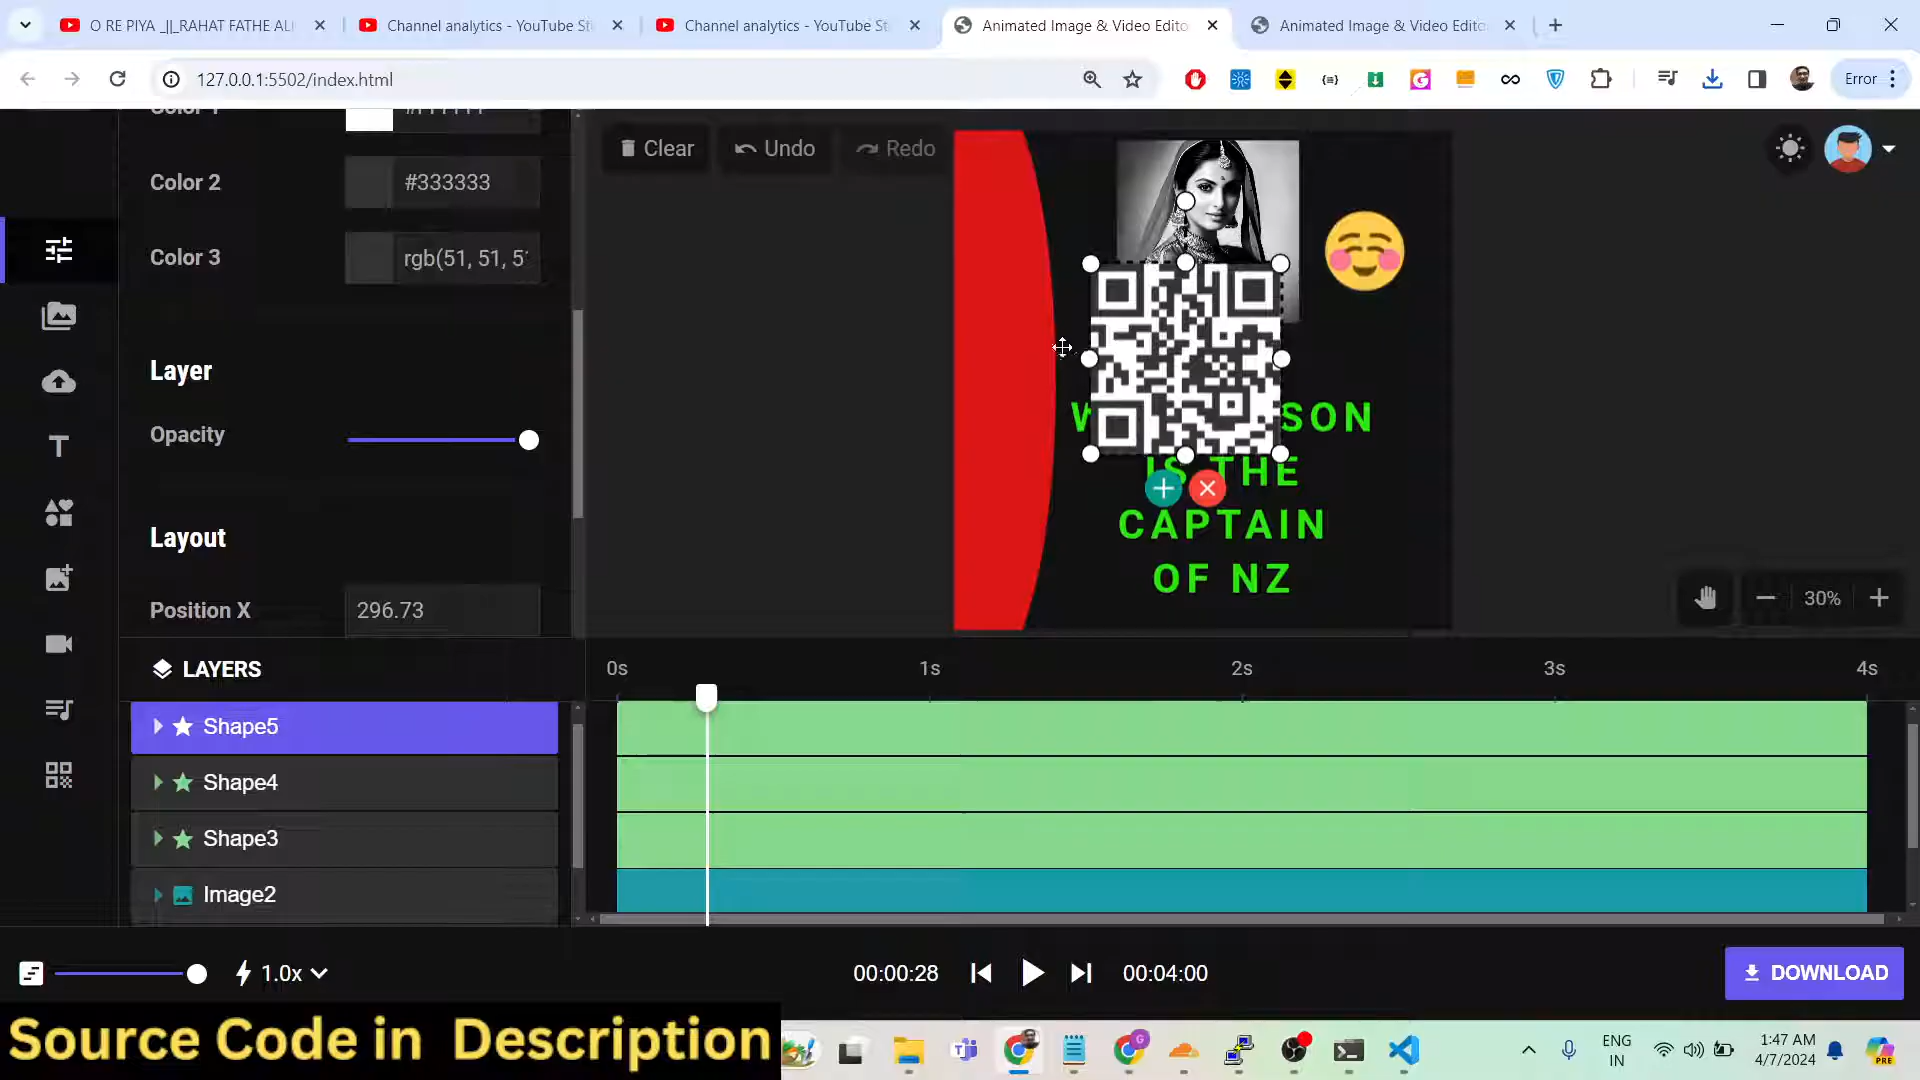 O RE PIYA _||_RAHAT FATHE ALI
Channel analytics - YouTube St
Channel analytics - YouTube St
Animated Image & Video Edito
Animated Image & Video Edito
127.0.0.1:5502/index.html
Error
Color 2
#333333
Color 3
rgb(51, 51, 5
Layer
Opacity
Layout
Position X
296.73
Clear
Undo
Redo
SON
IS THE
CAPTAIN
OF NZ
30%
LAYERS
0s
1s
2s
3s
4s
Shape5
Shape4
Shape3
Image2
1.0x
00:00:28
00:04:00
DOWNLOAD
Source Code in Description
ENG
IN
1:47 AM
4/7/2024
PRE